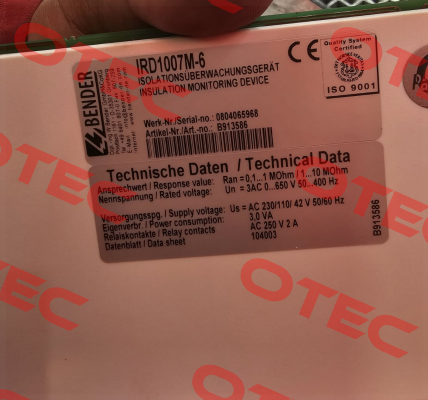 BENDER
IRD1007M-6
ISOLATIONSÜBERWACHUNGSGERÄT
INSULATION MONITORING DEVICE
Werk-Nr/Serial-no.: 0804065968
Artikel-Nr/Art.-no.: B913586
Quality System
Certified
CE
ISO 9001
Technische Daten / Technical Data
Ansprechwert / Response value: Ran = 0,1...1 MOhm / 1...10 MOhm
Nennspannung / Rated voltage: Un = 3AC 0...650 V 50...400 Hz
Versorgungsspg. / Supply voltage: Us = AC 230/110/ 42 V 50/60 Hz
Eigenverbr. / Power consumption: 3,0 VA
Relaiskontakte / Relay contacts AC 250 V 2 A
Datenblatt / Data sheet 104003
B913586
OTEC
OTEC
OTEC
OTEC